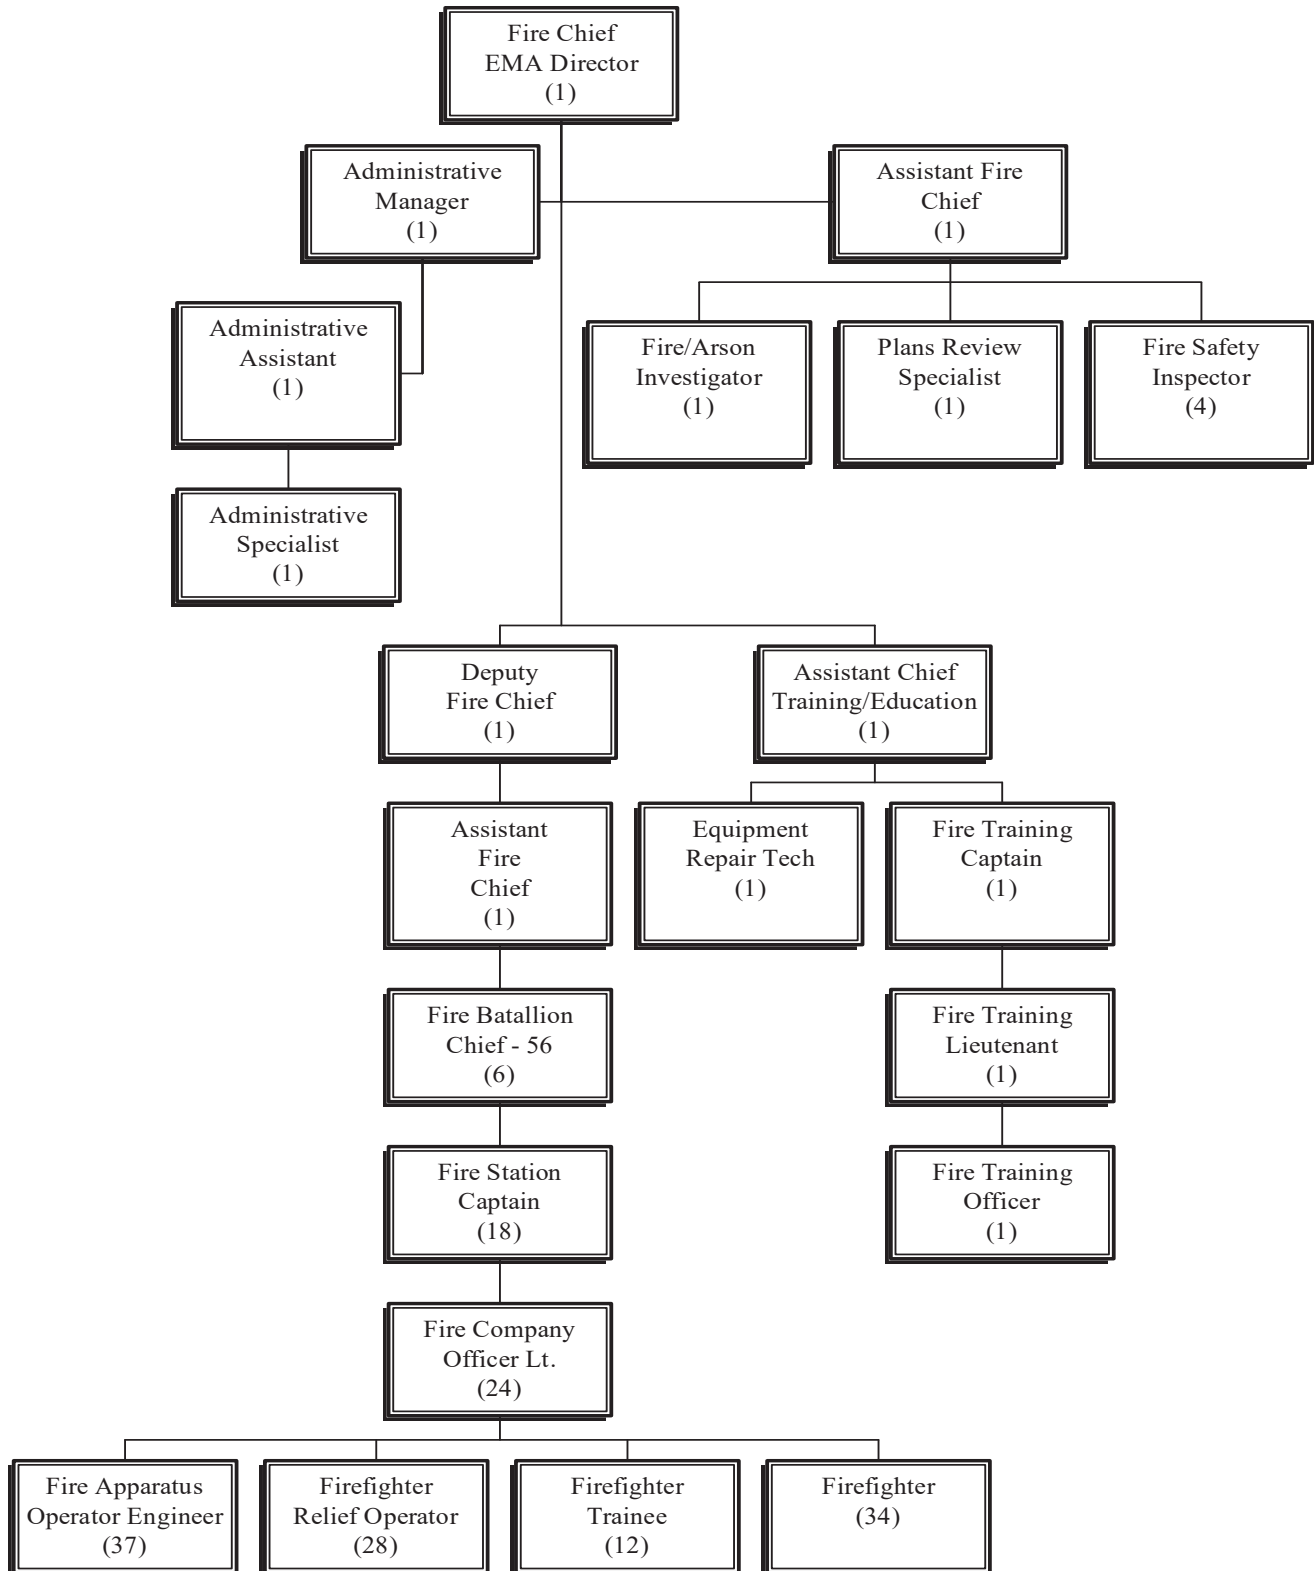 Fire Chief
EMA Director
(1)
Administrative
Manager
(1)
Assistant Fire
Chief
(1)
Administrative
Assistant
(1)
Fire/Arson
Investigator
(1)
Plans Review
Specialist
(1)
Fire Safety
Inspector
(4)
Administrative
Specialist
(1)
Deputy
Fire Chief
(1)
Assistant Chief
Training/Education
(1)
Assistant
Fire
Chief
(1)
Equipment
Repair Tech
(1)
Fire Training
Captain
(1)
Fire Batallion
Chief - 56
(6)
Fire Training
Lieutenant
(1)
Fire Station
Captain
(18)
Fire Training
Officer
(1)
Fire Company
Officer Lt.
(24)
Fire Apparatus
Operator Engineer
(37)
Firefighter
Relief Operator
(28)
Firefighter
Trainee
(12)
Firefighter
(34)